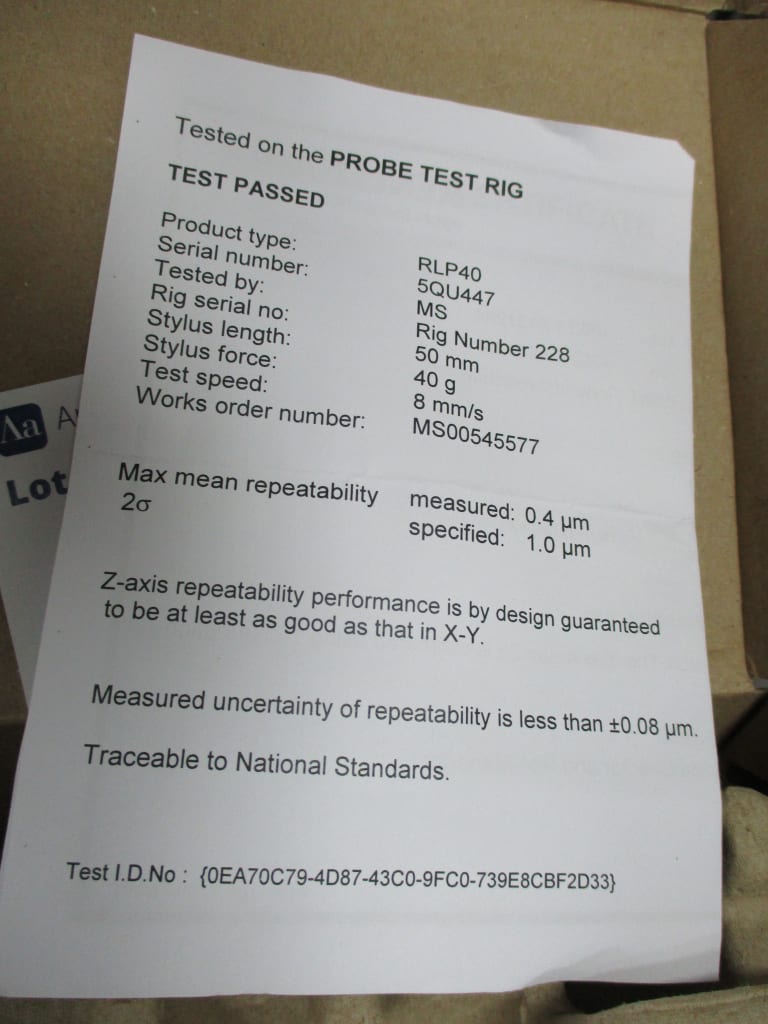 Tested on the PROBE TEST RIG
TEST PASSED
Product type: RLP40
Serial number: 5QU447
Tested by: MS
Rig serial no: Rig Number 228
Stylus length: 50 mm
Stylus force: 40 g
Test speed: 8 mm/s
Works order number: MS00545577
Max mean repeatability measured: 0.4 µm
2σ specified: 1.0 µm
Z-axis repeatability performance is by design guaranteed
to be at least as good as that in X-Y.
Measured uncertainty of repeatability is less than ±0.08 µm.
Traceable to National Standards.
Test I.D.No : {0EA70C79-4D87-43C0-9FC0-739E8CBF2D33}
Aa
Lot